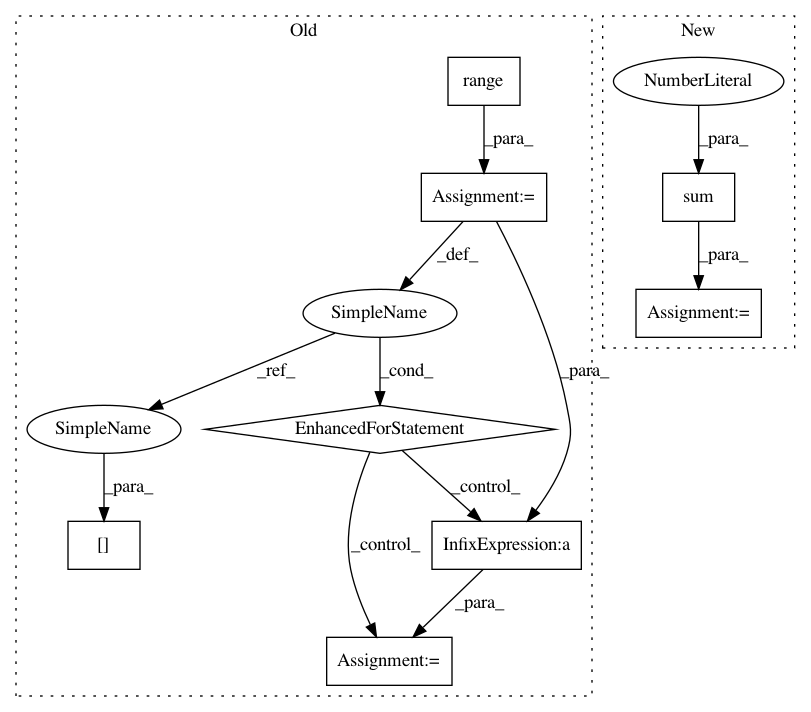 Old
New
range
NumberLiteral
_para_
_para_
Assignment:=
sum
_def_
_para_
SimpleName
Assignment:=
_ref_
_cond_
_para_
SimpleName
EnhancedForStatement
_para_
_control_
[]
_control_
InfixExpression:a
_para_
Assignment:=